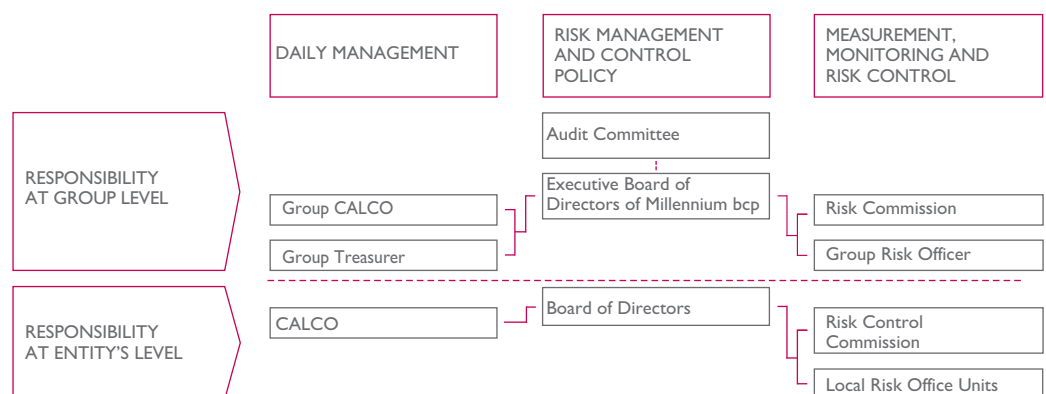 DAILY MANAGEMENT
RISK MANAGEMENT
AND CONTROL
POLICY
MEASUREMENT,
MONITORING AND
RISK CONTROL
RESPONSIBILITY
AT GROUP LEVEL
Audit Committee
Executive Board of
Directors of Millennium bcp
Group CALCO
Group Treasurer
Risk Commission
Group Risk Officer
RESPONSIBILITY
AT ENTITY'S LEVEL
CALCO
Board of Directors
Risk Control
Commission
Local Risk Office Units